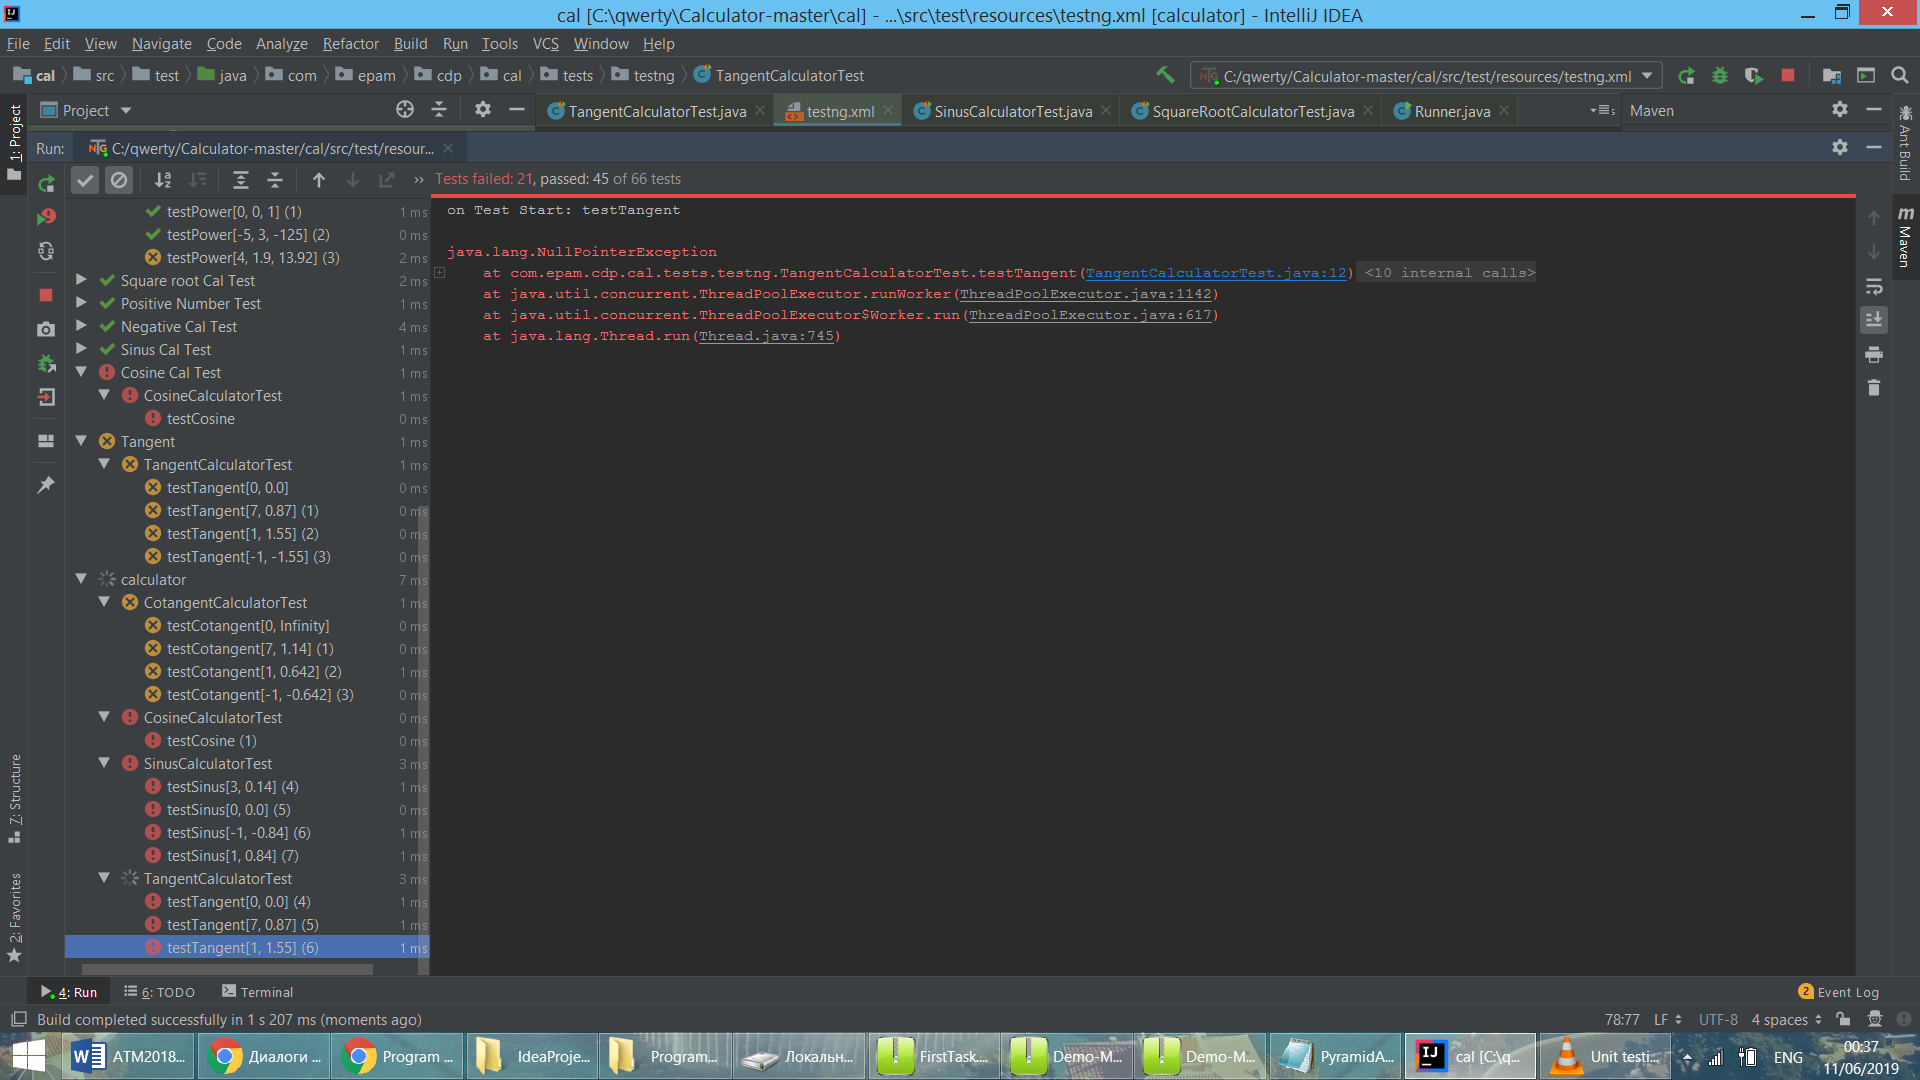 cal [C:\qwerty\Calculator-master\cal] - ...\src\test\resources\testng.xml [calculator] - IntelliJ IDEA
File Edit View Navigate Code Analyze Refactor Build Run Tools VCS Window Help
cal src test java com epam cdp cal tests testng TangentCalculatorTest
C:/qwerty/Calculator-master/cal/src/test/resources/testng.xml
Project
TangentCalculatorTest.java testng.xml SinusCalculatorTest.java SquareRootCalculatorTest.java Runner.java
Maven
Run: C:/qwerty/Calculator-master/cal/src/test/resour...
Tests failed: 21, passed: 45 of 66 tests
testPower[0, 0, 1] (1) 1 ms
testPower[-5, 3, -125] (2) 0 ms
testPower[4, 1.9, 13.92] (3) 2 ms
Square root Cal Test 2 ms
Positive Number Test 1 ms
Negative Cal Test 4 ms
Sinus Cal Test 1 ms
Cosine Cal Test 1 ms
CosineCalculatorTest 1 ms
testCosine 0 ms
Tangent 1 ms
TangentCalculatorTest 1 ms
testTangent[0, 0.0] 0 ms
testTangent[7, 0.87] (1) 0 ms
testTangent[1, 1.55] (2) 0 ms
testTangent[-1, -1.55] (3) 0 ms
calculator 7 ms
CotangentCalculatorTest 1 ms
testCotangent[0, Infinity] 0 ms
testCotangent[7, 1.14] (1) 0 ms
testCotangent[1, 0.642] (2) 1 ms
testCotangent[-1, -0.642] (3) 0 ms
CosineCalculatorTest 0 ms
testCosine (1) 0 ms
SinusCalculatorTest 3 ms
testSinus[3, 0.14] (4) 1 ms
testSinus[0, 0.0] (5) 0 ms
testSinus[-1, -0.84] (6) 1 ms
testSinus[1, 0.84] (7) 1 ms
TangentCalculatorTest 3 ms
testTangent[0, 0.0] (4) 1 ms
testTangent[7, 0.87] (5) 1 ms
testTangent[1, 1.55] (6) 1 ms
on Test Start: testTangent
java.lang.NullPointerException
at com.epam.cdp.cal.tests.testng.TangentCalculatorTest.testTangent(TangentCalculatorTest.java:12) <10 internal calls>
at java.util.concurrent.ThreadPoolExecutor.runWorker(ThreadPoolExecutor.java:1142)
at java.util.concurrent.ThreadPoolExecutor$Worker.run(ThreadPoolExecutor.java:617)
at java.lang.Thread.run(Thread.java:745)
1: Project
7: Structure
2: Favorites
Ant Build
Maven
4: Run 6: TODO Terminal
2 Event Log
Build completed successfully in 1 s 207 ms (moments ago)
78:77 LF UTF-8 4 spaces
ATM2018... Диалоги ... Program ... IdeaProje... Program... Локальн... FirstTask... Demo-M... Demo-M... PyramidA... cal [C:\q... Unit testi...
ENG
00:37
11/06/2019